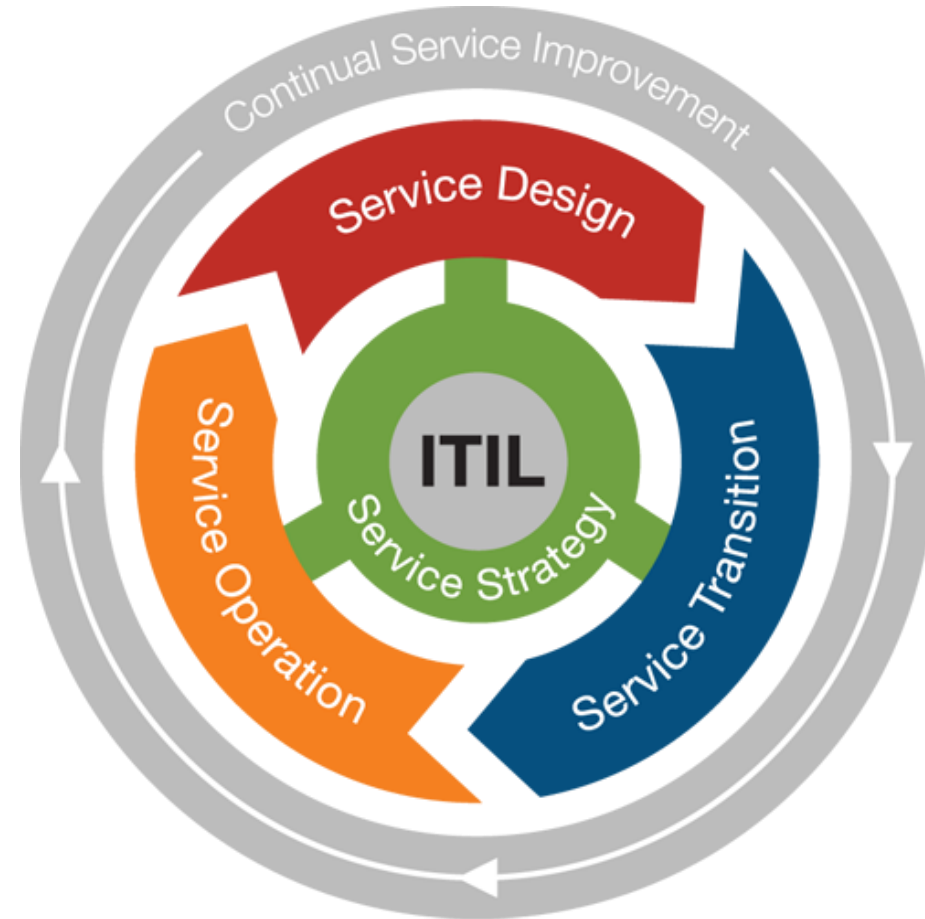 Continual Service Improvement
Service Design
Service Transition
Service Operation
ITIL
Service Strategy